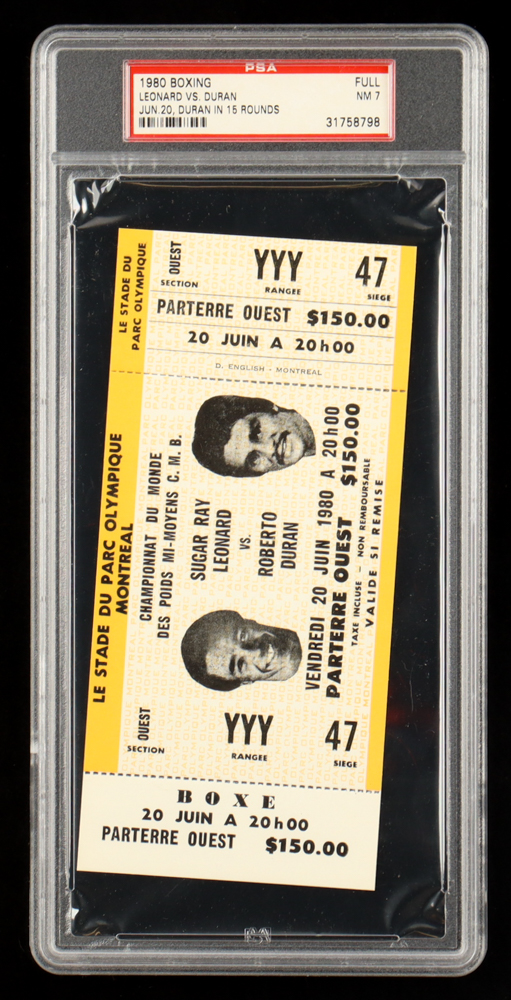 PSA
1980 BOXING FULL
LEONARD VS. DURAN NM 7
JUN.20, DURAN IN 15 ROUNDS
31758798
LE STADE DU
PARC OLYMPIQUE
OUEST YYY 47
SECTION RANGEE SIEGE
PARTERRE OUEST $150.00
20 JUIN A 20h00
D. ENGLISH - MONTREAL
LE STADE DU PARC OLYMPIQUE
MONTREAL
CHAMPIONNAT DU MONDE
DES POIDS MI-MOYENS C. M. B.
SUGAR RAY
LEONARD
VS.
ROBERTO
DURAN
VENDREDI 20 JUIN 1980 A 20h00
PARTERRE OUEST $150.00
TAXE INCLUSE - NON REMBOURSABLE
VALIDE SI REMISE
OUEST YYY 47
SECTION RANGEE SIEGE
BOXE
20 JUIN A 20h00
PARTERRE OUEST $150.00
PSA